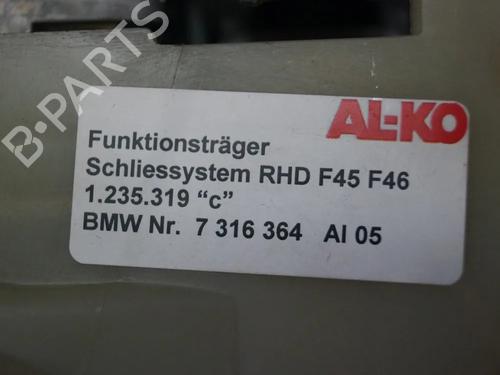 B-PARTS
AL-KO
Funktionsträger
Schliessystem RHD F45 F46
1.235.319 “c”
BMW Nr. 7 316 364 AI 05